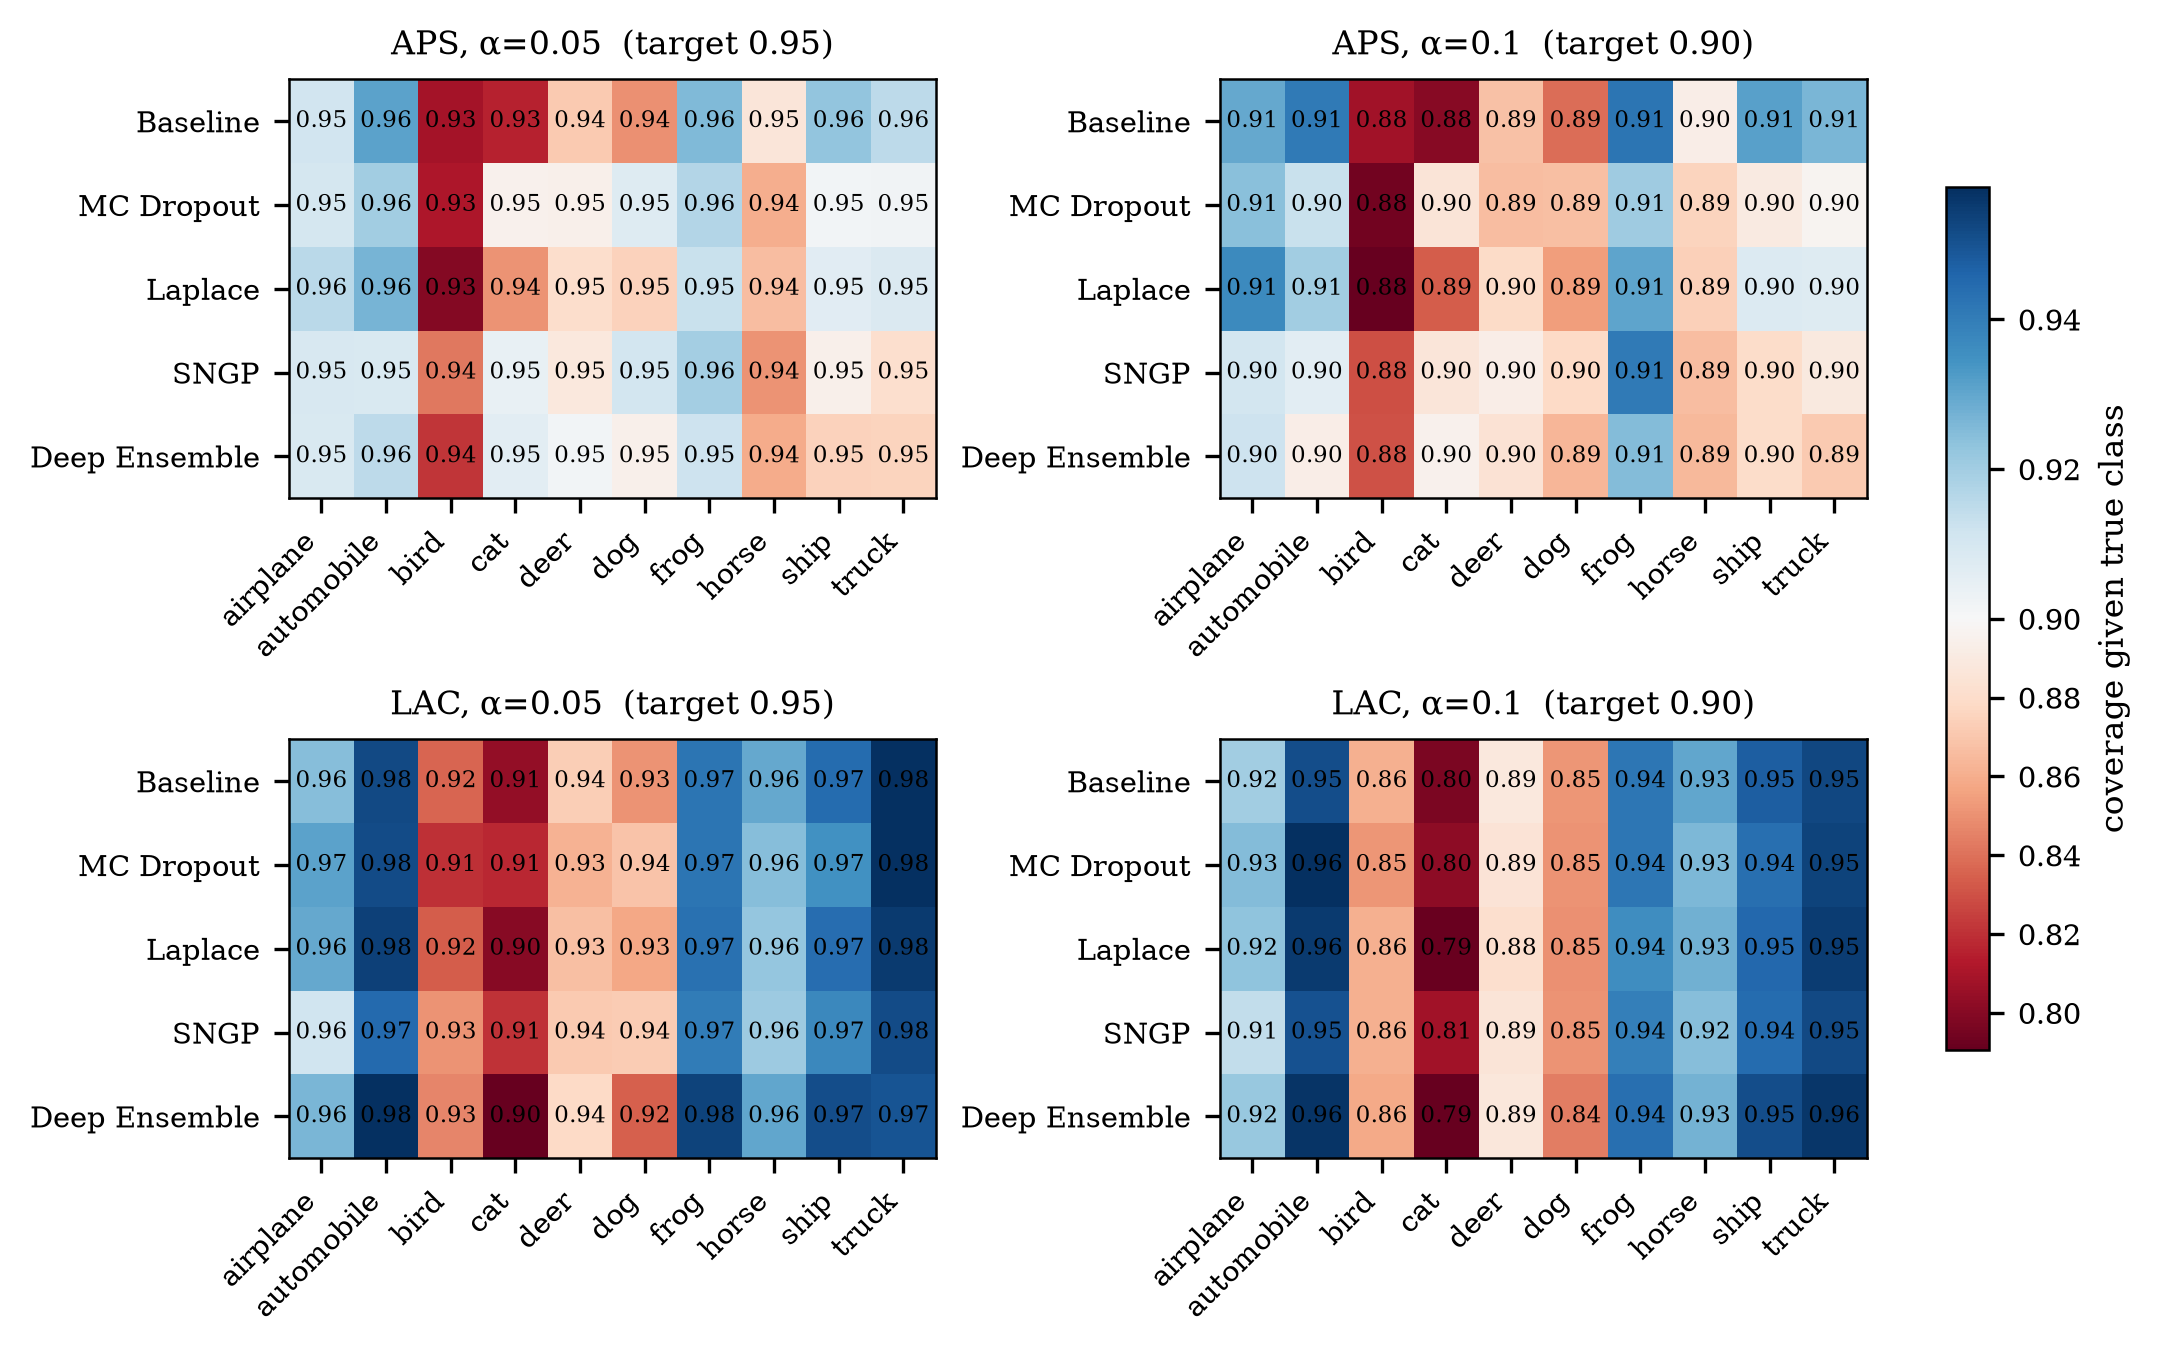 APS, α=0.05  (target 0.95)
Baseline 0.95 0.96 0.93 0.93 0.94 0.94 0.96 0.95 0.96 0.96
MC Dropout 0.95 0.96 0.93 0.95 0.95 0.95 0.96 0.94 0.95 0.95
Laplace 0.96 0.96 0.93 0.94 0.95 0.95 0.95 0.94 0.95 0.95
SNGP 0.95 0.95 0.94 0.95 0.95 0.95 0.96 0.94 0.95 0.95
Deep Ensemble 0.95 0.96 0.94 0.95 0.95 0.95 0.95 0.94 0.95 0.95
airplane automobile bird cat deer dog frog horse ship truck
APS, α=0.1  (target 0.90)
Baseline 0.91 0.91 0.88 0.88 0.89 0.89 0.91 0.90 0.91 0.91
MC Dropout 0.91 0.90 0.88 0.90 0.89 0.89 0.91 0.89 0.90 0.90
Laplace 0.91 0.91 0.88 0.89 0.90 0.89 0.91 0.89 0.90 0.90
SNGP 0.90 0.90 0.88 0.90 0.90 0.90 0.91 0.89 0.90 0.90
Deep Ensemble 0.90 0.90 0.88 0.90 0.90 0.89 0.91 0.89 0.90 0.89
airplane automobile bird cat deer dog frog horse ship truck
LAC, α=0.05  (target 0.95)
Baseline 0.96 0.98 0.92 0.91 0.94 0.93 0.97 0.96 0.97 0.98
MC Dropout 0.97 0.98 0.91 0.91 0.93 0.94 0.97 0.96 0.97 0.98
Laplace 0.96 0.98 0.92 0.90 0.93 0.93 0.97 0.96 0.97 0.98
SNGP 0.96 0.97 0.93 0.91 0.94 0.94 0.97 0.96 0.97 0.98
Deep Ensemble 0.96 0.98 0.93 0.90 0.94 0.92 0.98 0.96 0.97 0.97
airplane automobile bird cat deer dog frog horse ship truck
LAC, α=0.1  (target 0.90)
Baseline 0.92 0.95 0.86 0.80 0.89 0.85 0.94 0.93 0.95 0.95
MC Dropout 0.93 0.96 0.85 0.80 0.89 0.85 0.94 0.93 0.94 0.95
Laplace 0.92 0.96 0.86 0.79 0.88 0.85 0.94 0.93 0.95 0.95
SNGP 0.91 0.95 0.86 0.81 0.89 0.85 0.94 0.92 0.94 0.95
Deep Ensemble 0.92 0.96 0.86 0.79 0.89 0.84 0.94 0.93 0.95 0.96
airplane automobile bird cat deer dog frog horse ship truck
0.94
0.92
0.90
0.88
0.86
0.84
0.82
0.80
coverage given true class